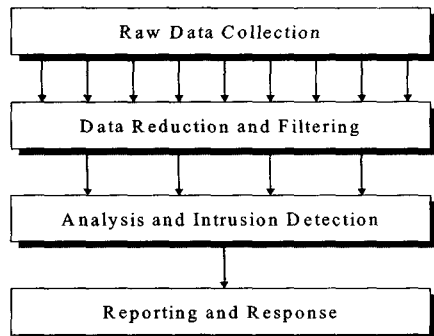 Raw Data Collection
Data Reduction and Filtering
Analysis and Intrusion Detection
Reporting and Response